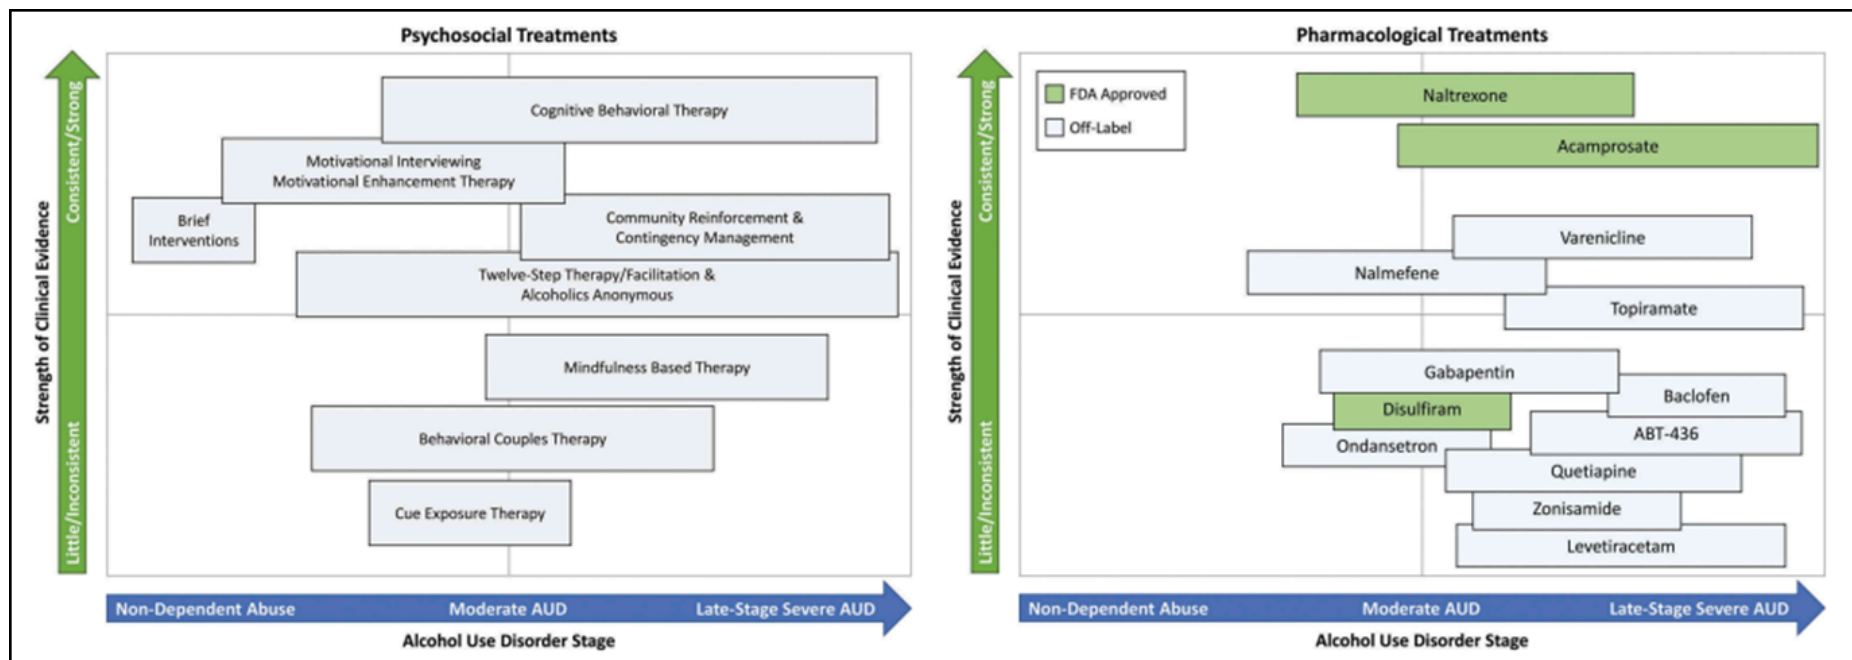 Psychosocial Treatments
Strength of Clinical Evidence
Consistent/Strong
Little/Inconsistent
Cognitive Behavioral Therapy
Motivational Interviewing
Motivational Enhancement Therapy
Brief
Interventions
Community Reinforcement &
Contingency Management
Twelve-Step Therapy/Facilitation &
Alcoholics Anonymous
Mindfulness Based Therapy
Behavioral Couples Therapy
Cue Exposure Therapy
Non-Dependent Abuse
Moderate AUD
Late-Stage Severe AUD
Alcohol Use Disorder Stage
Pharmacological Treatments
Strength of Clinical Evidence
Consistent/Strong
Little/Inconsistent
FDA Approved
Off-Label
Naltrexone
Acamprosate
Varenicline
Nalmefene
Topiramate
Gabapentin
Baclofen
Disulfiram
ABT-436
Ondansetron
Quetiapine
Zonisamide
Levetiracetam
Non-Dependent Abuse
Moderate AUD
Late-Stage Severe AUD
Alcohol Use Disorder Stage